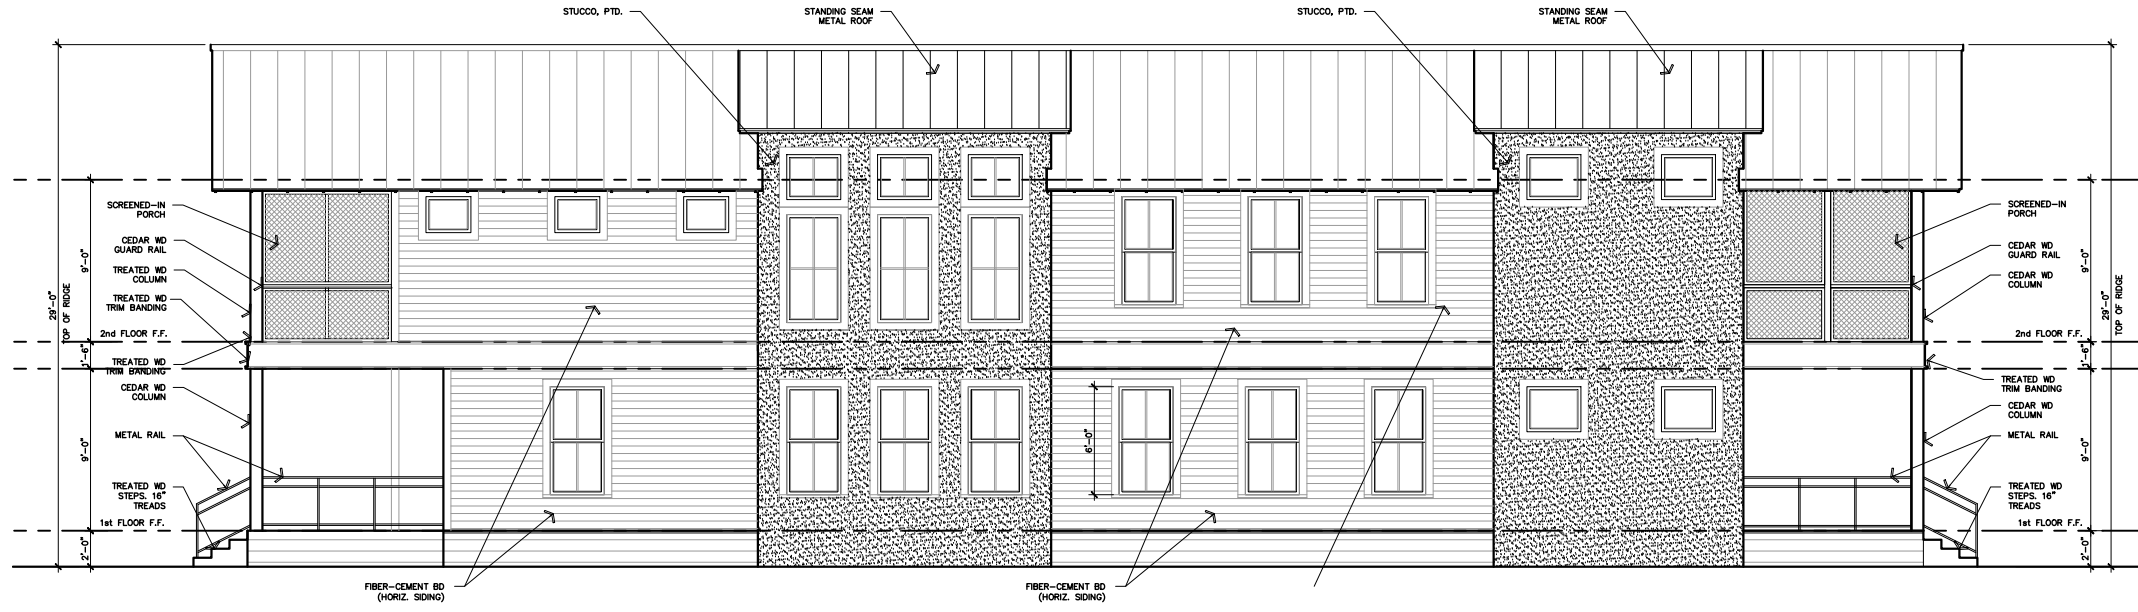 STUCCO, PTD.
STANDING SEAM
METAL ROOF
STUCCO, PTD.
STANDING SEAM
METAL ROOF
SCREENED-IN
PORCH
CEDAR WD
GUARD RAIL
TREATED WD
COLUMN
TREATED WD
TRIM BANDING
2nd FLOOR F.F.
TREATED WD
TRIM BANDING
CEDAR WD
COLUMN
METAL RAIL
TREATED WD
STEPS. 16"
TREADS
1st FLOOR F.F.
29'-0"
TOP OF RIDGE
9'-0"
1'-6"
9'-0"
2'-0"
6'-0"
FIBER-CEMENT BD
(HORIZ. SIDING)
FIBER-CEMENT BD
(HORIZ. SIDING)
SCREENED-IN
PORCH
CEDAR WD
GUARD RAIL
CEDAR WD
COLUMN
2nd FLOOR F.F.
TREATED WD
TRIM BANDING
CEDAR WD
COLUMN
METAL RAIL
TREATED WD
STEPS. 16"
TREADS
1st FLOOR F.F.
9'-0"
1'-6"
9'-0"
2'-0"
29'-0"
TOP OF RIDGE